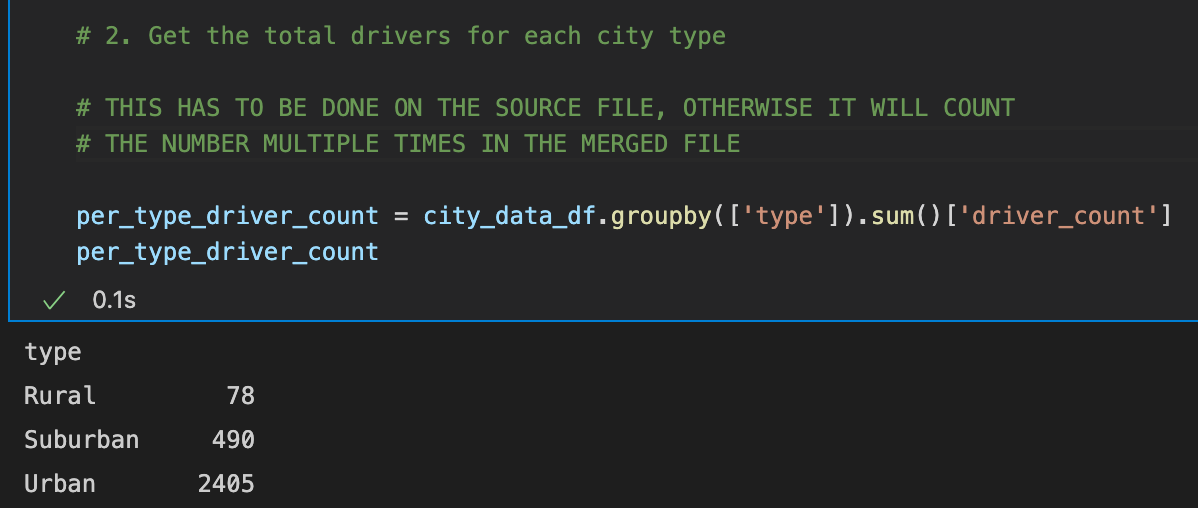 # 2. Get the total drivers for each city type
# THIS HAS TO BE DONE ON THE SOURCE FILE, OTHERWISE IT WILL COUNT
# THE NUMBER MULTIPLE TIMES IN THE MERGED FILE
per_type_driver_count = city_data_df.groupby(['type']).sum()['driver_count']
per_type_driver_count
0.1s
type
Rural 78
Suburban 490
Urban 2405